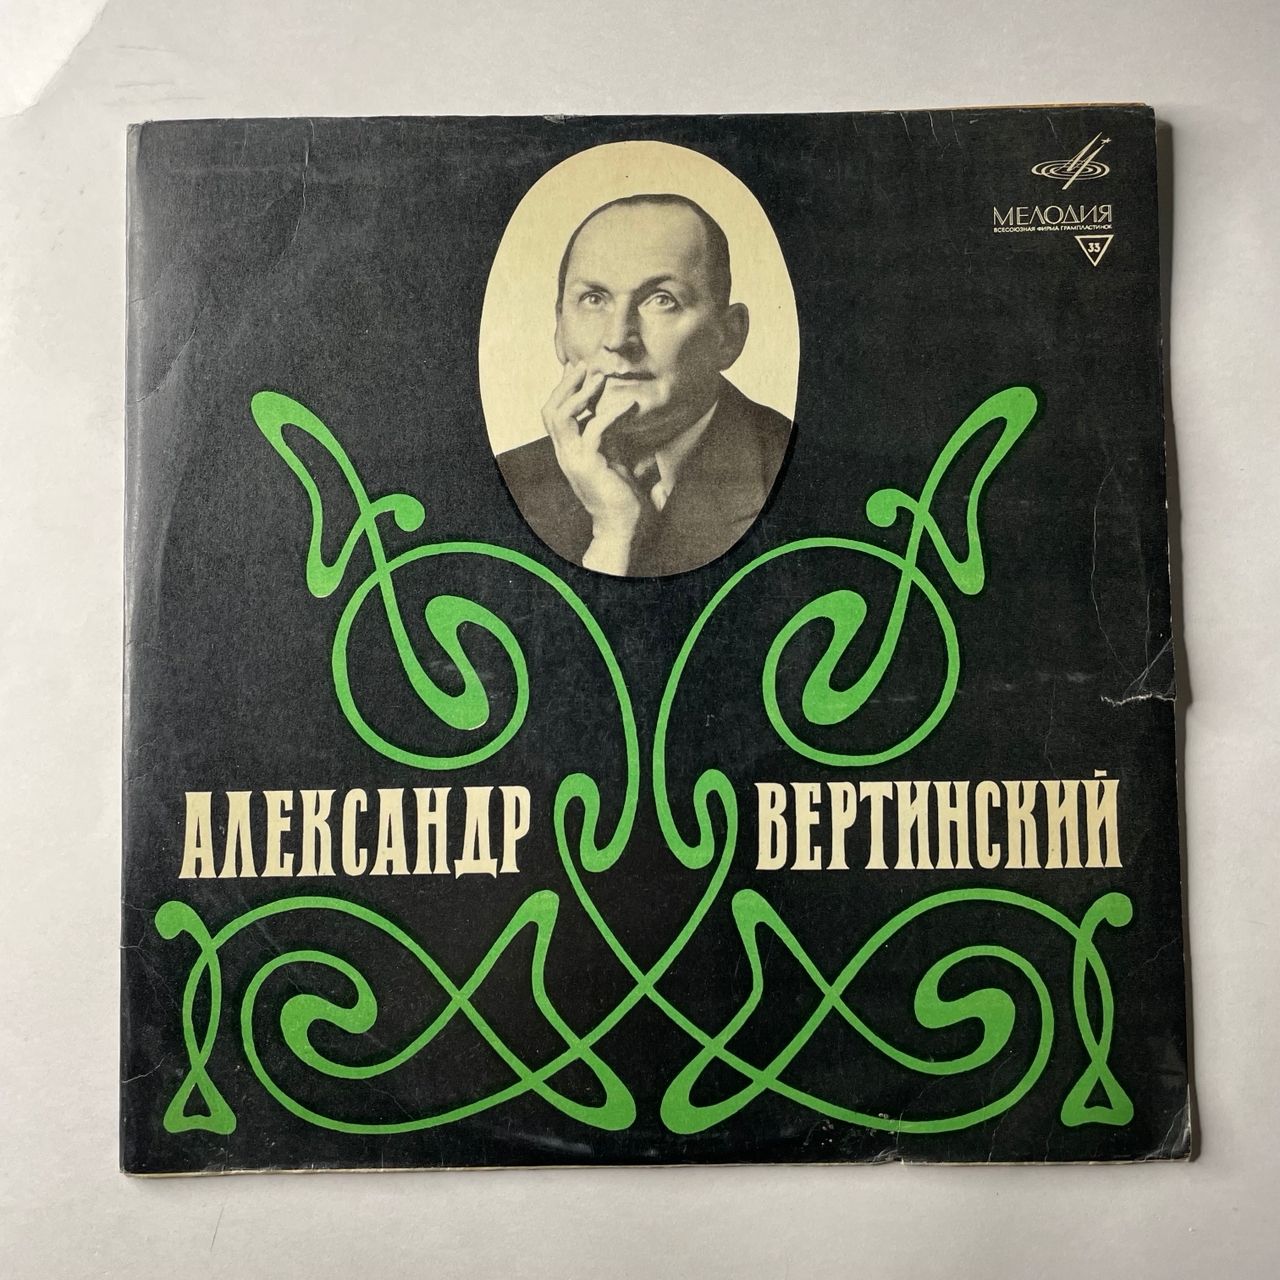 МЕЛОДИЯ
ВСЕСОЮЗНАЯ ФИРМА ГРАМПЛАСТИНОК
33
АЛЕКСАНДР ВЕРТИНСКИЙ